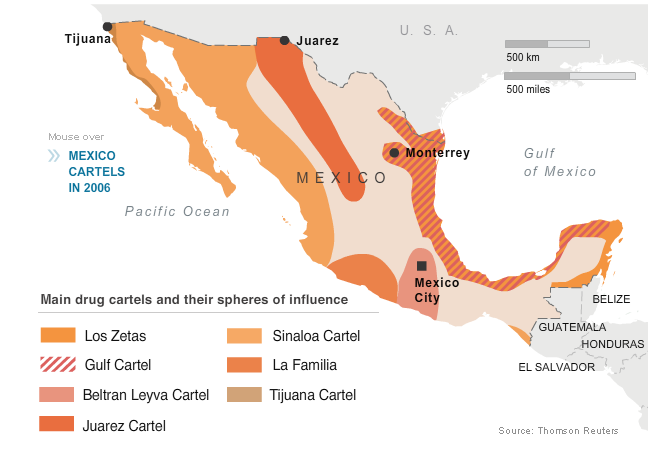 U. S. A.
Tijuana
Juarez
500 km
500 miles
Mouse over
MEXICO
CARTELS
IN 2006
Monterrey
Gulf
of Mexico
MEXICO
Pacific Ocean
Mexico
City
BELIZE
GUATEMALA
HONDURAS
EL SALVADOR
Main drug cartels and their spheres of influence
Los Zetas
Sinaloa Cartel
Gulf Cartel
La Familia
Beltran Leyva Cartel
Tijuana Cartel
Juarez Cartel
Source: Thomson Reuters